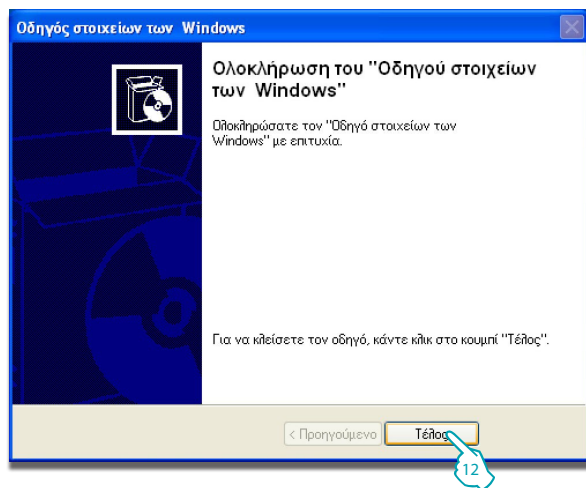 Οδηγός στοιχείων των Windows
Ολοκλήρωση του "Οδηγού στοιχείων
των Windows"
Ολοκληρώσατε τον "Οδηγό στοιχείων των
Windows" με επιτυχία.
Για να κλείσετε τον οδηγό, κάντε κλικ στο κουμπί "Τέλος".
< Προηγούμενο
Τέλος
12